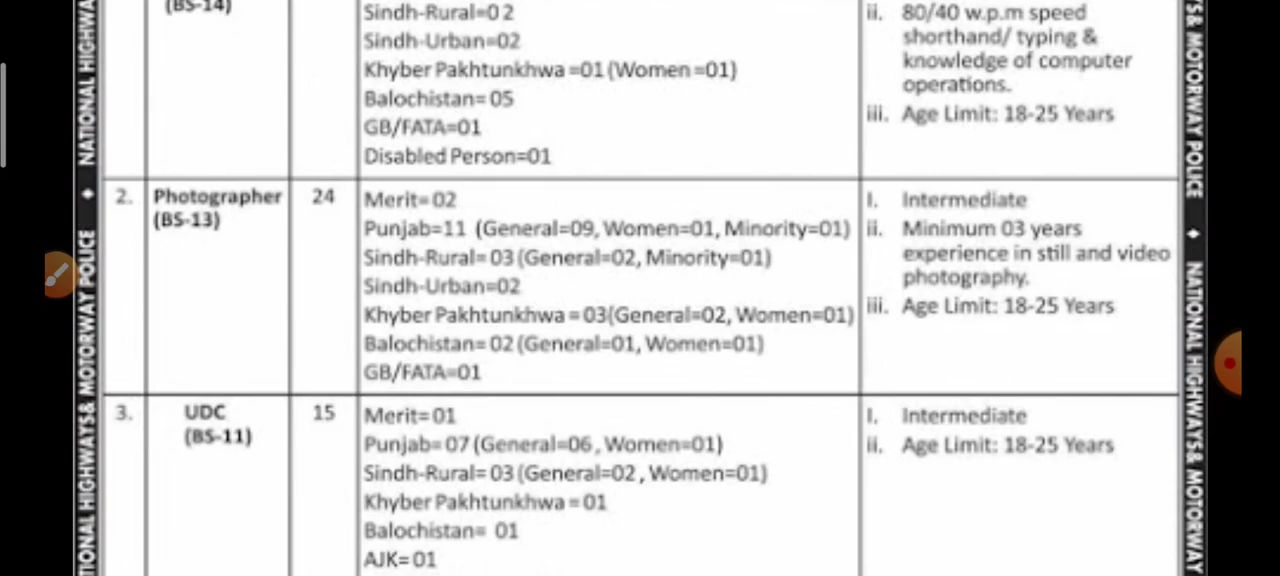 (BS-14)
Sindh-Rural=0 2
Sindh-Urban=02
Khyber Pakhtunkhwa =01 (Women =01)
Balochistan= 05
GB/FATA=01
Disabled Person=01
ii. 80/40 w.p.m speed
shorthand/ typing &
knowledge of computer
operations.
iii. Age Limit: 18-25 Years
2. Photographer
(BS-13)
24
Merit= 02
Punjab=11 (General=09, Women=01, Minority=01)
Sindh-Rural= 03 (General=02, Minority=01)
Sindh-Urban=02
Khyber Pakhtunkhwa = 03(General=02, Women=01)
Balochistan= 02 (General=01, Women=01)
GB/FATA=01
I. Intermediate
ii. Minimum 03 years
experience in still and video
photography.
iii. Age Limit: 18-25 Years
3. UDC
(BS-11)
15
Merit= 01
Punjab= 07 (General=06, Women=01)
Sindh-Rural= 03 (General=02, Women=01)
Khyber Pakhtunkhwa = 01
Balochistan= 01
AJK= 01
I. Intermediate
ii. Age Limit: 18-25 Years
TIONAL HIGHWAYS& MOTORWAY POLICE ♦ NATIONAL HIGHWA
YS& MOTORWAY POLICE ♦ NATIONAL HIGHWAYS& MOTORWAY